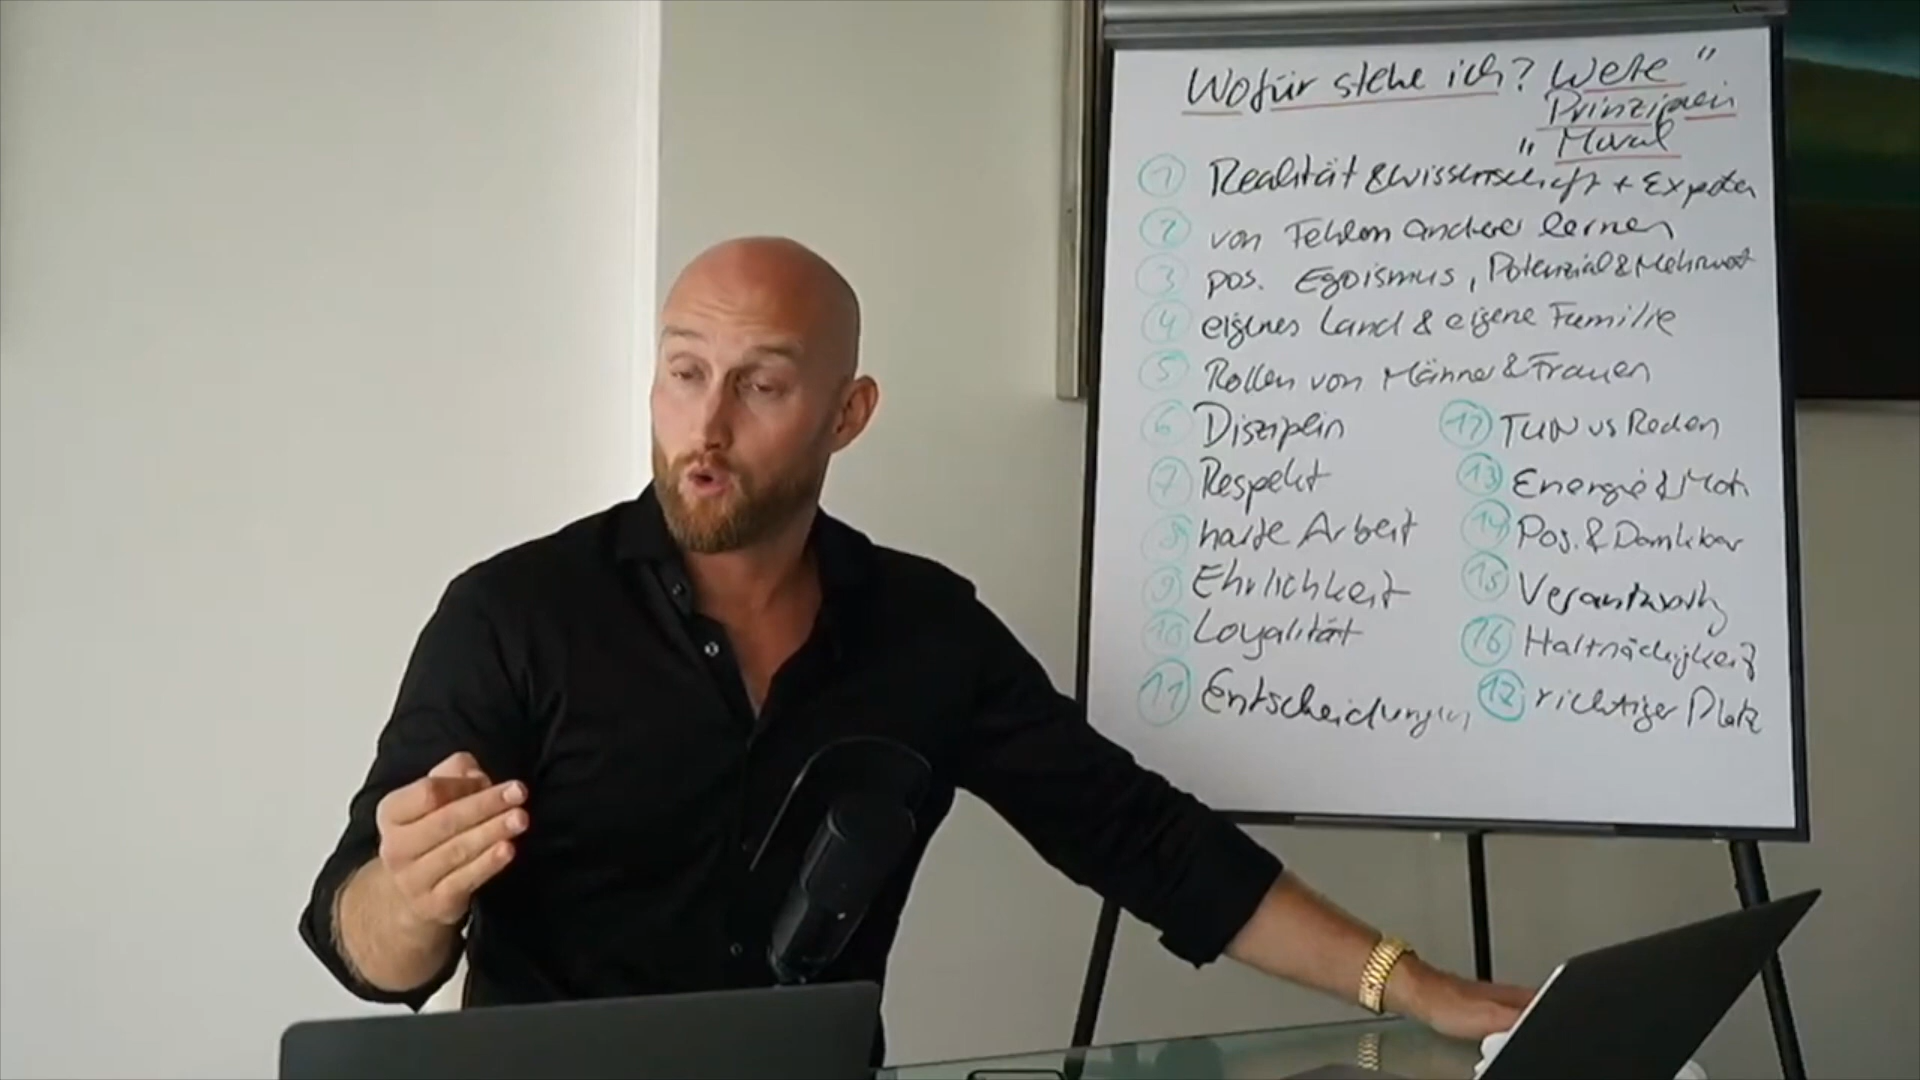 Wofür stehe ich? Werte "
Prinzipien
" Moral
1 Realität & Wissenschaft + Experten
2 von Fehlern anderer lernen
3 pos. Egoismus, Potenzial & Mehrwert
4 eigenes Land & eigene Familie
5 Rollen von Männer & Frauen
6 Disziplin
7 Respekt
8 harte Arbeit
9 Ehrlichkeit
10 Loyalität
11 Entscheidungen
12 TUN vs Reden
13 Energie & Mot.
14 Pos. & Dankbar
15 Verantwortg
16 Hartnäckigkeit
richtiger Platz